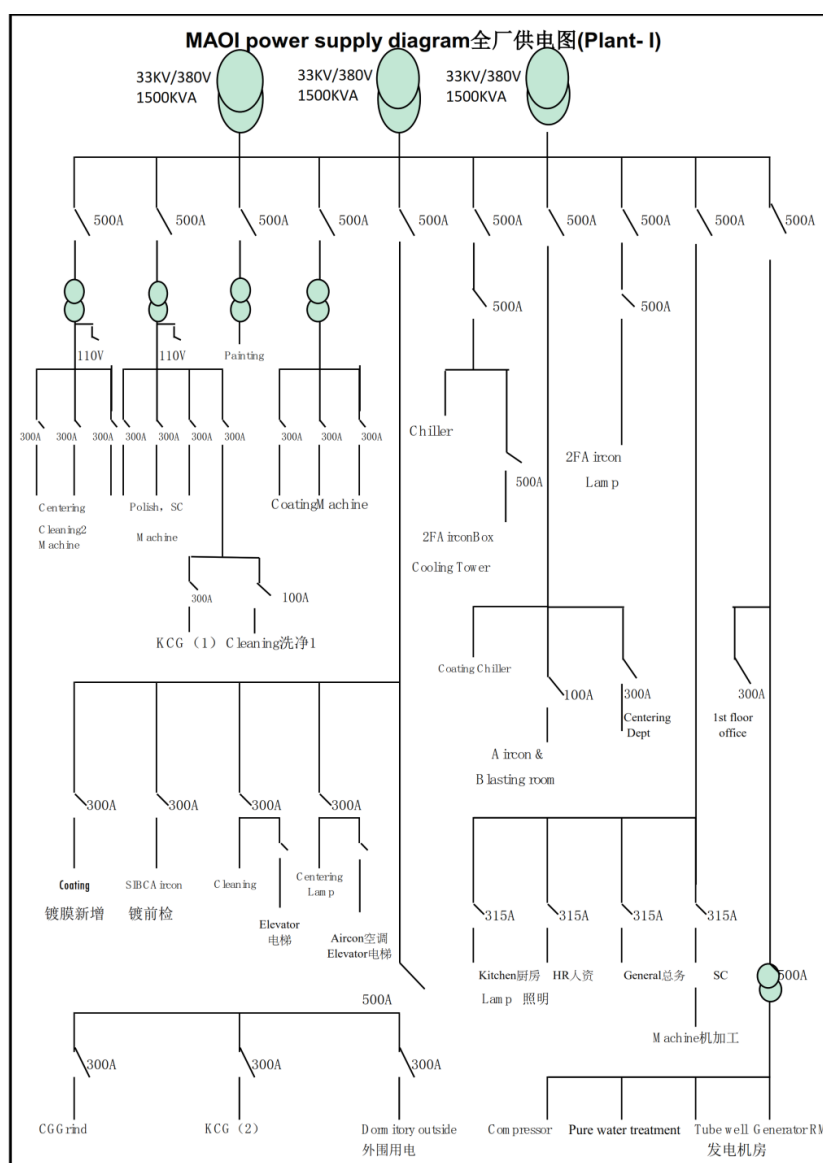 MAOI power supply diagram全厂供电图(Plant- I)
33KV/380V
1500KVA
33KV/380V
1500KVA
33KV/380V
1500KVA
500A
500A
500A
500A
500A
500A
500A
500A
500A
500A
500A
500A
110V
110V
Painting
300A
300A
300A
300A
300A
300A
300A
300A
300A
300A
Chiller
500A
2FAircon
Lamp
Centering
Cleaning2
Machine
Polish, SC
Machine
CoatingMachine
2FAirconBox
Cooling Tower
300A
100A
KCG（1）
Cleaning洗净1
Coating Chiller
100A
300A
Centering
Dept
300A
1st floor
office
Aircon &
Blasting room
300A
300A
300A
300A
Coating
镀膜新增
SIBCAircon
镀前检
Cleaning
Centering
Lamp
Elevator
电梯
Aircon空调
Elevator电梯
315A
315A
315A
315A
Kitchen厨房
Lamp 照明
HR人资
General总务
SC
500A
500A
Machine机加工
300A
300A
300A
CGGrind
KCG（2）
Dormitory outside
外围用电
Compressor
Pure water treatment
Tube well
Generator RM
发电机房